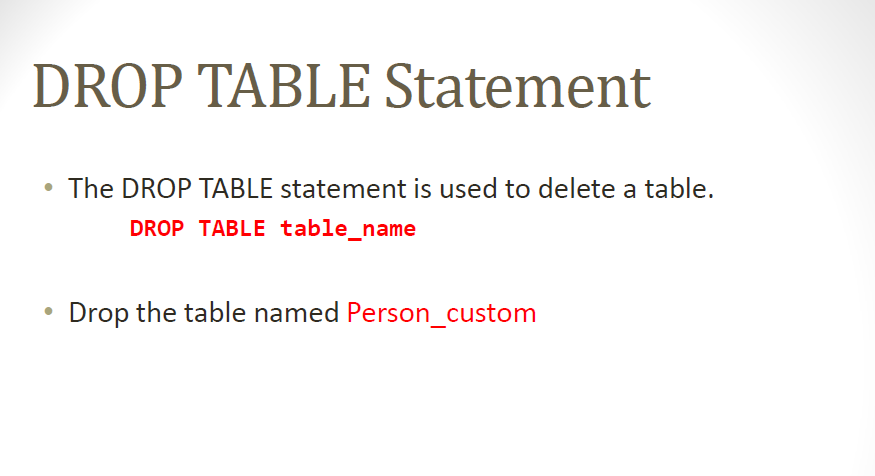 DROP TABLE Statement
• The DROP TABLE statement is used to delete a table.
DROP TABLE table_name
• Drop the table named Person_custom